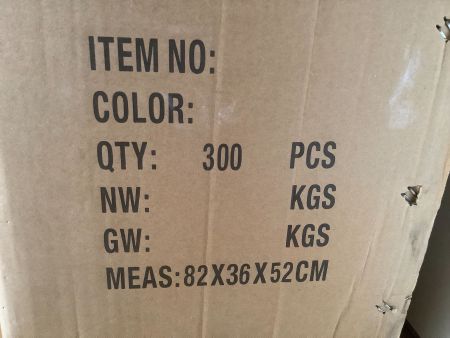 ITEM NO:
COLOR:
QTY: 300 PCS
NW: KGS
GW: KGS
MEAS:82X36X52CM